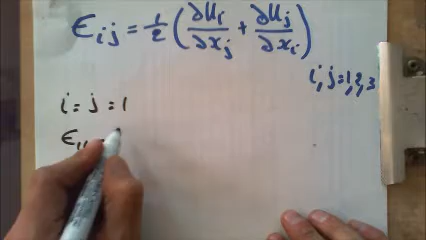 ϵij = 1/2 (∂ui/∂xj + ∂uj/∂xi)
i,j=1,2,3
i = j = 1
ϵ11